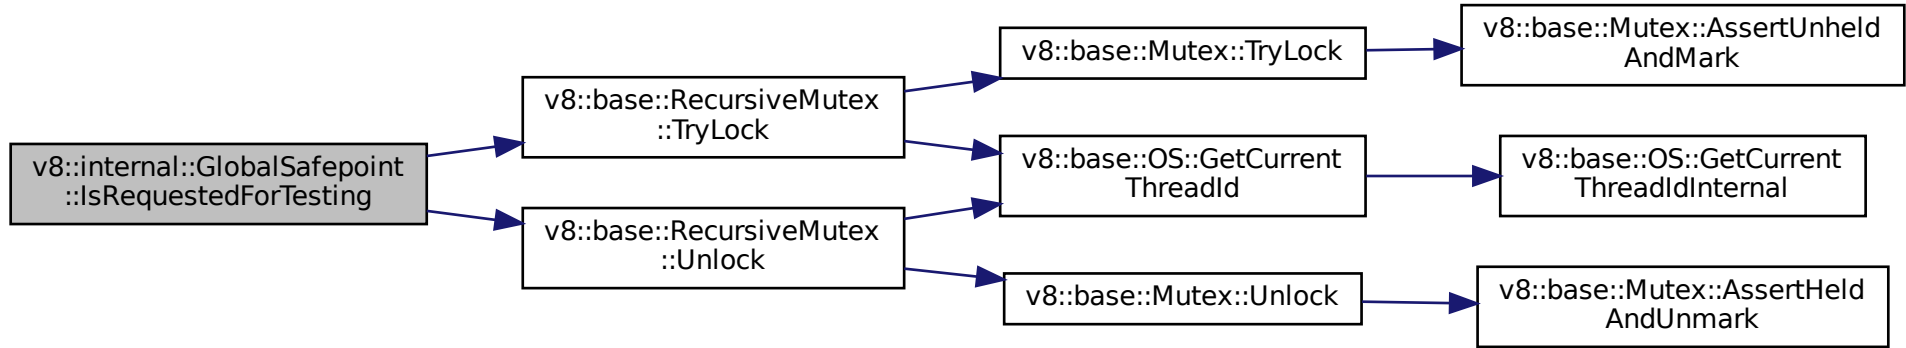 v8::internal::GlobalSafepoint
::IsRequestedForTesting
v8::base::RecursiveMutex
::TryLock
v8::base::RecursiveMutex
::Unlock
v8::base::Mutex::TryLock
v8::base::OS::GetCurrent
ThreadId
v8::base::Mutex::Unlock
v8::base::Mutex::AssertUnheld
AndMark
v8::base::OS::GetCurrent
ThreadIdInternal
v8::base::Mutex::AssertHeld
AndUnmark